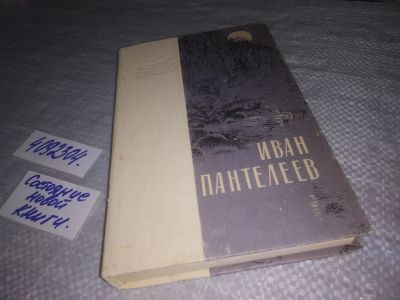 4092304.
Состояние
новой
книги.
ИВАН
ПАНТЕЛЕЕВ